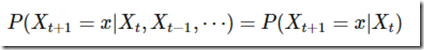 P(X_{t+1} = x|X_t, X_{t−1}, ⋯) = P(X_{t+1} = x|X_t)